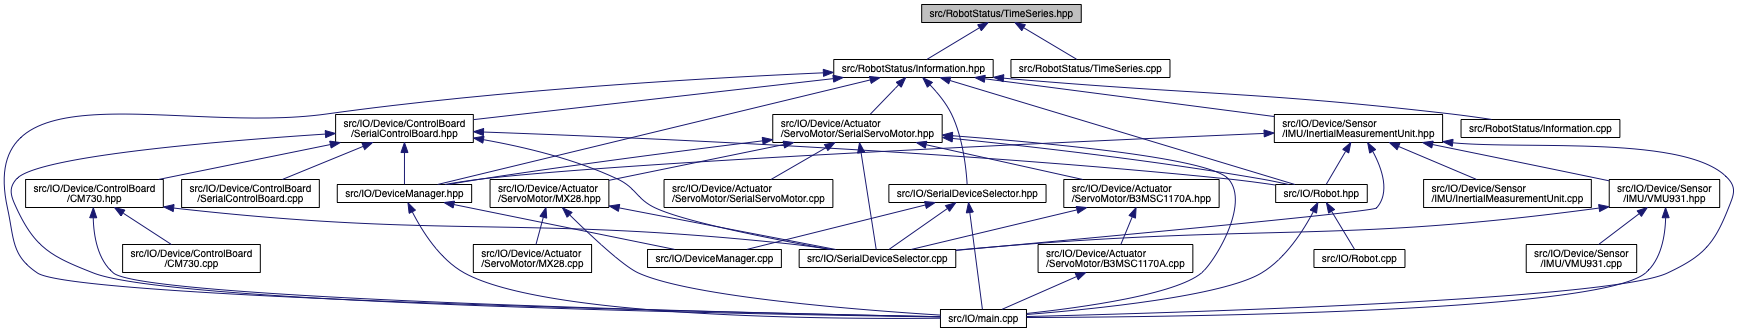 src/RobotStatus/TimeSeries.hpp
src/RobotStatus/Information.hpp
src/RobotStatus/TimeSeries.cpp
src/IO/Device/ControlBoard
/SerialControlBoard.hpp
src/IO/Device/Actuator
/ServoMotor/SerialServoMotor.hpp
src/IO/Device/Sensor
/IMU/InertialMeasurementUnit.hpp
src/RobotStatus/Information.cpp
src/IO/Device/ControlBoard
/CM730.hpp
src/IO/Device/ControlBoard
/SerialControlBoard.cpp
src/IO/DeviceManager.hpp
src/IO/Device/Actuator
/ServoMotor/MX28.hpp
src/IO/Device/Actuator
/ServoMotor/SerialServoMotor.cpp
src/IO/SerialDeviceSelector.hpp
src/IO/Device/Actuator
/ServoMotor/B3MSC1170A.hpp
src/IO/Robot.hpp
src/IO/Device/Sensor
/IMU/InertialMeasurementUnit.cpp
src/IO/Device/Sensor
/IMU/VMU931.hpp
src/IO/Device/ControlBoard
/CM730.cpp
src/IO/Device/Actuator
/ServoMotor/MX28.cpp
src/IO/DeviceManager.cpp
src/IO/SerialDeviceSelector.cpp
src/IO/Device/Actuator
/ServoMotor/B3MSC1170A.cpp
src/IO/Robot.cpp
src/IO/Device/Sensor
/IMU/VMU931.cpp
src/IO/main.cpp